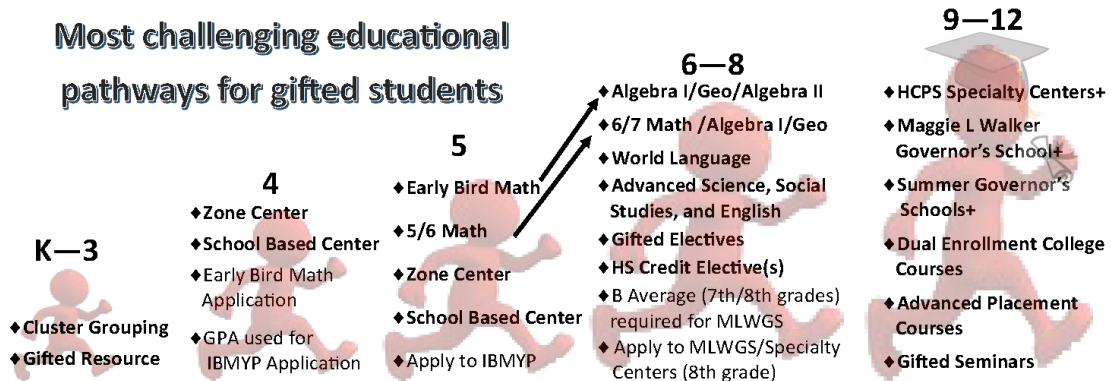 Most challenging educational
pathways for gifted students
K—3
♦Cluster Grouping
♦Gifted Resource
4
♦Zone Center
♦School Based Center
♦Early Bird Math
Application
♦GPA used for
IBMYP Application
5
♦Early Bird Math
♦5/6 Math
♦Zone Center
♦School Based Center
♦Apply to IBMYP
6—8
♦Algebra I/Geo/Algebra II
♦6/7 Math /Algebra I/Geo
♦World Language
♦Advanced Science, Social
Studies, and English
♦Gifted Electives
♦HS Credit Elective(s)
♦B Average (7th/8th grades)
required for MLWGS
♦ Apply to MLWGS/Specialty
Centers (8th grade)
9—12
♦HCPS Specialty Centers+
♦Maggie L Walker
Governor's School+
♦Summer Governor's
Schools+
♦Dual Enrollment College
Courses
♦Advanced Placement
Courses
♦Gifted Seminars